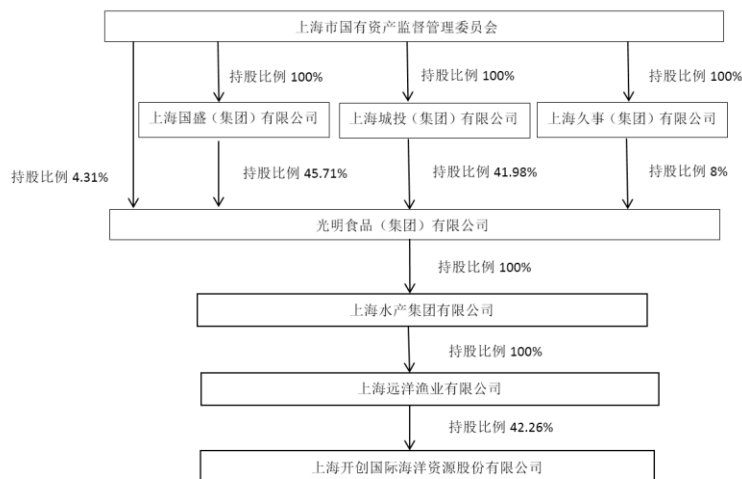 上海市国有资产监督管理委员会
持股比例 100%
持股比例 100%
持股比例 100%
上海国盛（集团）有限公司
上海城投（集团）有限公司
上海久事（集团）有限公司
持股比例 4.31%
持股比例 45.71%
持股比例 41.98%
持股比例 8%
光明食品（集团）有限公司
持股比例 100%
上海水产集团有限公司
持股比例 100%
上海远洋渔业有限公司
持股比例 42.26%
上海开创国际海洋资源股份有限公司